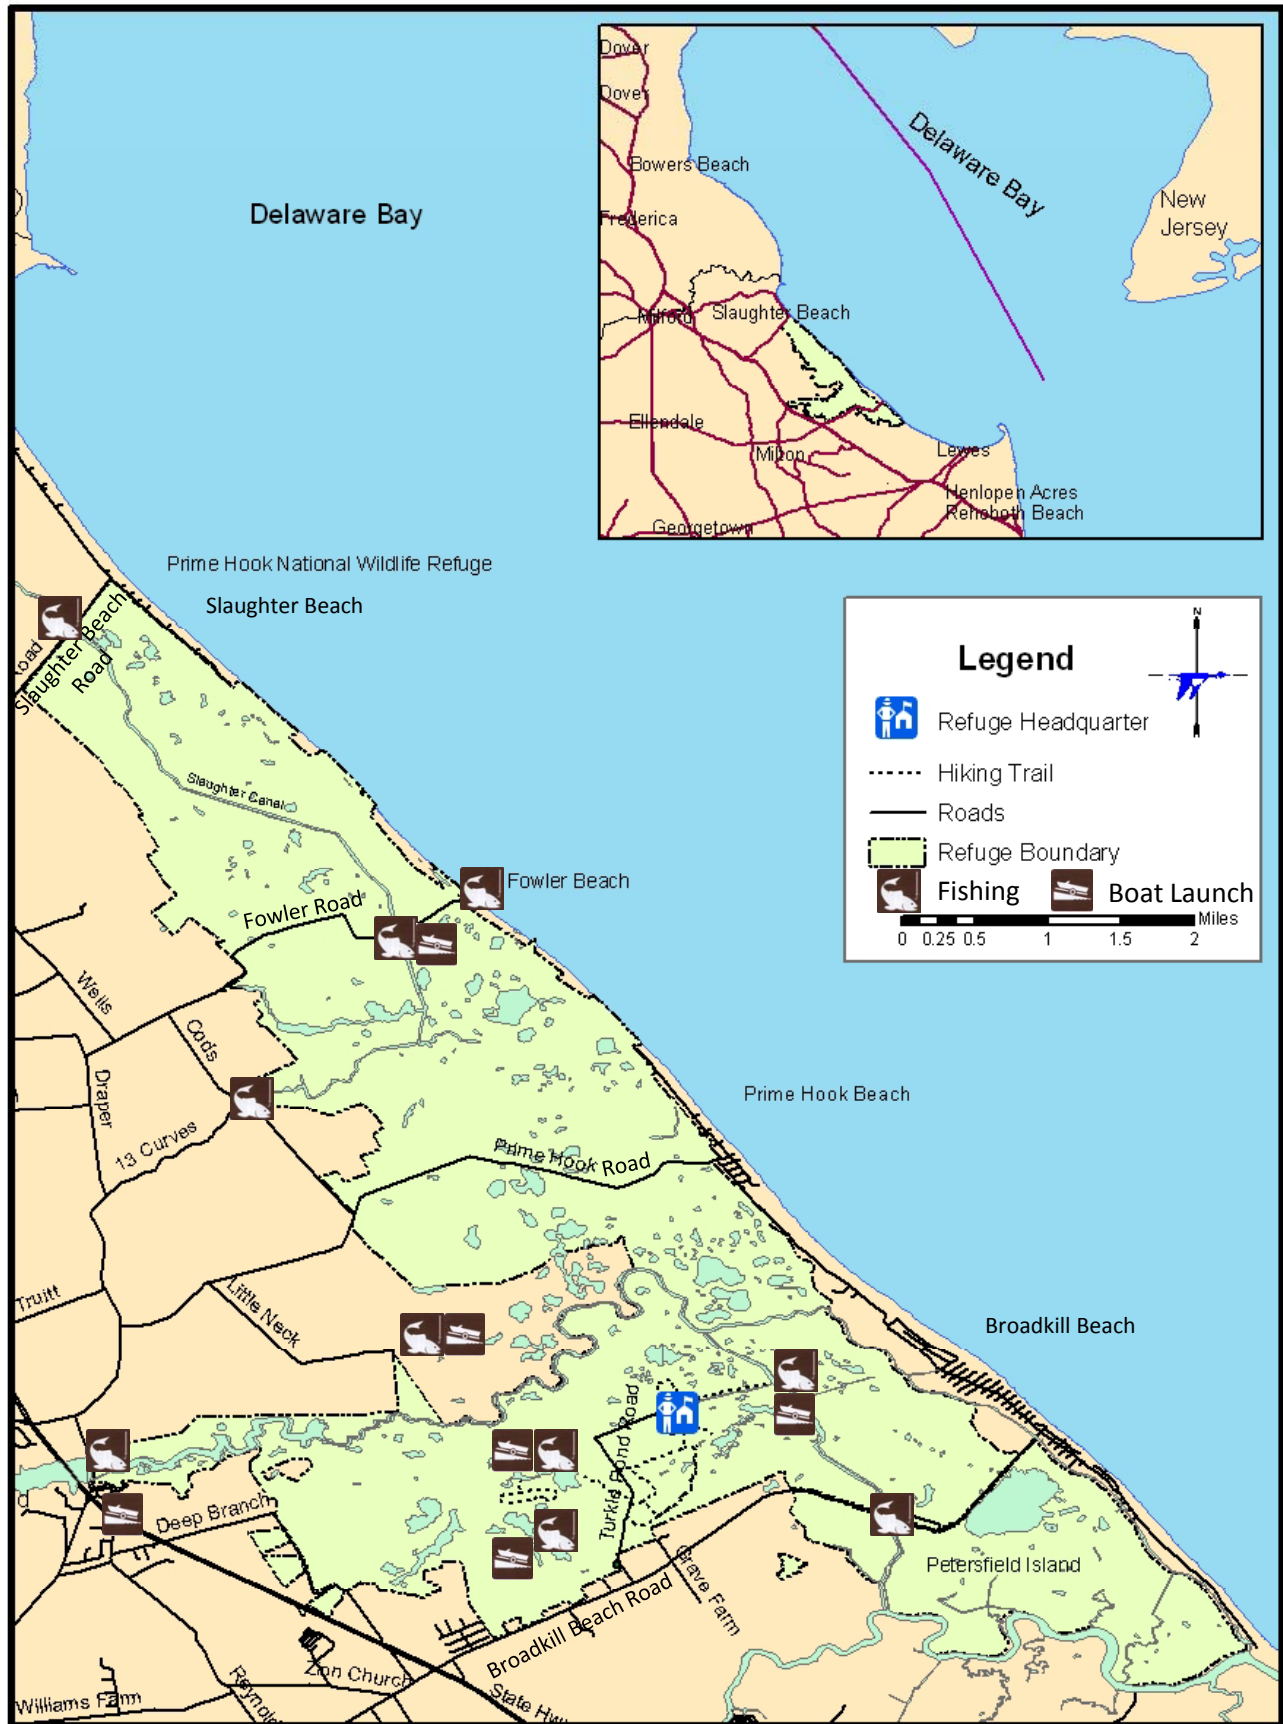 Dover
Dover
Bowers Beach
Frederica
Milford
Slaughter Beach
Ellendale
Milton
Georgetown
Lewes
Henlopen Acres
Rehoboth Beach
Delaware Bay
New
Jersey
Delaware Bay
Prime Hook National Wildlife Refuge
Slaughter Beach
Slaughter Beach
Road
Slaughter Canal
Fowler Beach
Fowler Road
Wells
Cods
Draper
13 Curves
Prime Hook Beach
Prime Hook Road
Truitt
Little Neck
Broadkill Beach
Turkle Pond Road
Deep Branch
Petersfield Island
Grave Farm
Broadkill Beach Road
Zion Church
Williams Farm
State Hw
Legend
N
Refuge Headquarter
Hiking Trail
Roads
Refuge Boundary
Fishing
Boat Launch
Miles
0 0.25 0.5 1 1.5 2